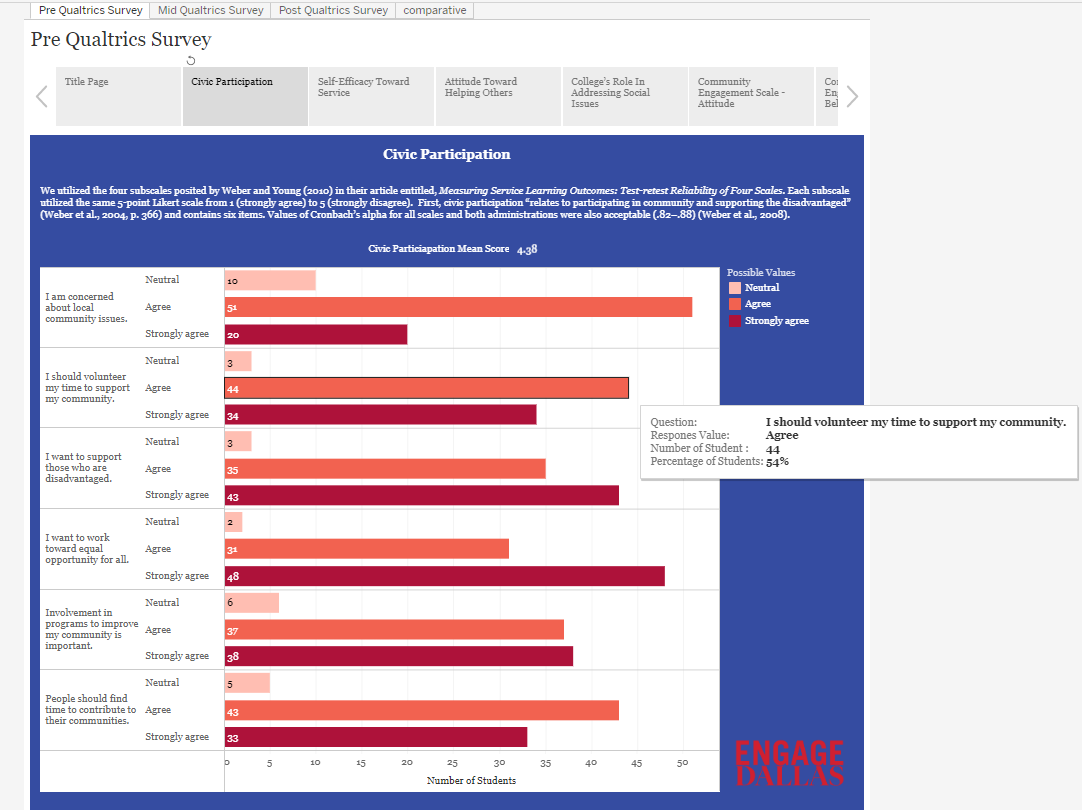 Pre Qualtrics Survey
Mid Qualtrics Survey
Post Qualtrics Survey
comparative
Pre Qualtrics Survey
Title Page
Civic Participation
Self-Efficacy Toward
Service
Attitude Toward
Helping Others
College's Role In
Addressing Social
Issues
Community
Engagement Scale -
Attitude
Civic Participation
We utilized the four subscales posited by Weber and Young (2010) in their article entitled, Measuring Service Learning Outcomes: Test-retest Reliability of Four Scales. Each subscale
utilized the same 5-point Likert scale from 1 (strongly agree) to 5 (strongly disagree).  First, civic participation "relates to participating in community and supporting the disadvantaged"
(Weber et al., 2004, p. 366) and contains six items. Values of Cronbach's alpha for all scales and both administrations were also acceptable (.82–.88) (Weber et al., 2008).
Civic Particiapation Mean Score 4.38
Possible Values
Neutral
Agree
Strongly agree
I am concerned
about local
community issues.
Neutral 10
Agree 51
Strongly agree 20
I should volunteer
my time to support
my community.
Neutral 3
Agree 44
Strongly agree 34
Question: I should volunteer my time to support my community.
Respones Value: Agree
Number of Student : 44
Percentage of Students: 54%
I want to support
those who are
disadvantaged.
Neutral 3
Agree 35
Strongly agree 43
I want to work
toward equal
opportunity for all.
Neutral 2
Agree 31
Strongly agree 48
Involvement in
programs to improve
my community is
important.
Neutral 6
Agree 37
Strongly agree 38
People should find
time to contribute to
their communities.
Neutral 5
Agree 43
Strongly agree 33
0 5 10 15 20 25 30 35 40 45 50
Number of Students
ENGAGE
DALLAS